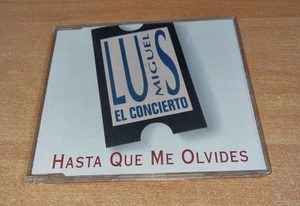 LUIS
MIGUEL
EL CONCIERTO
HASTA QUE ME OLVIDES